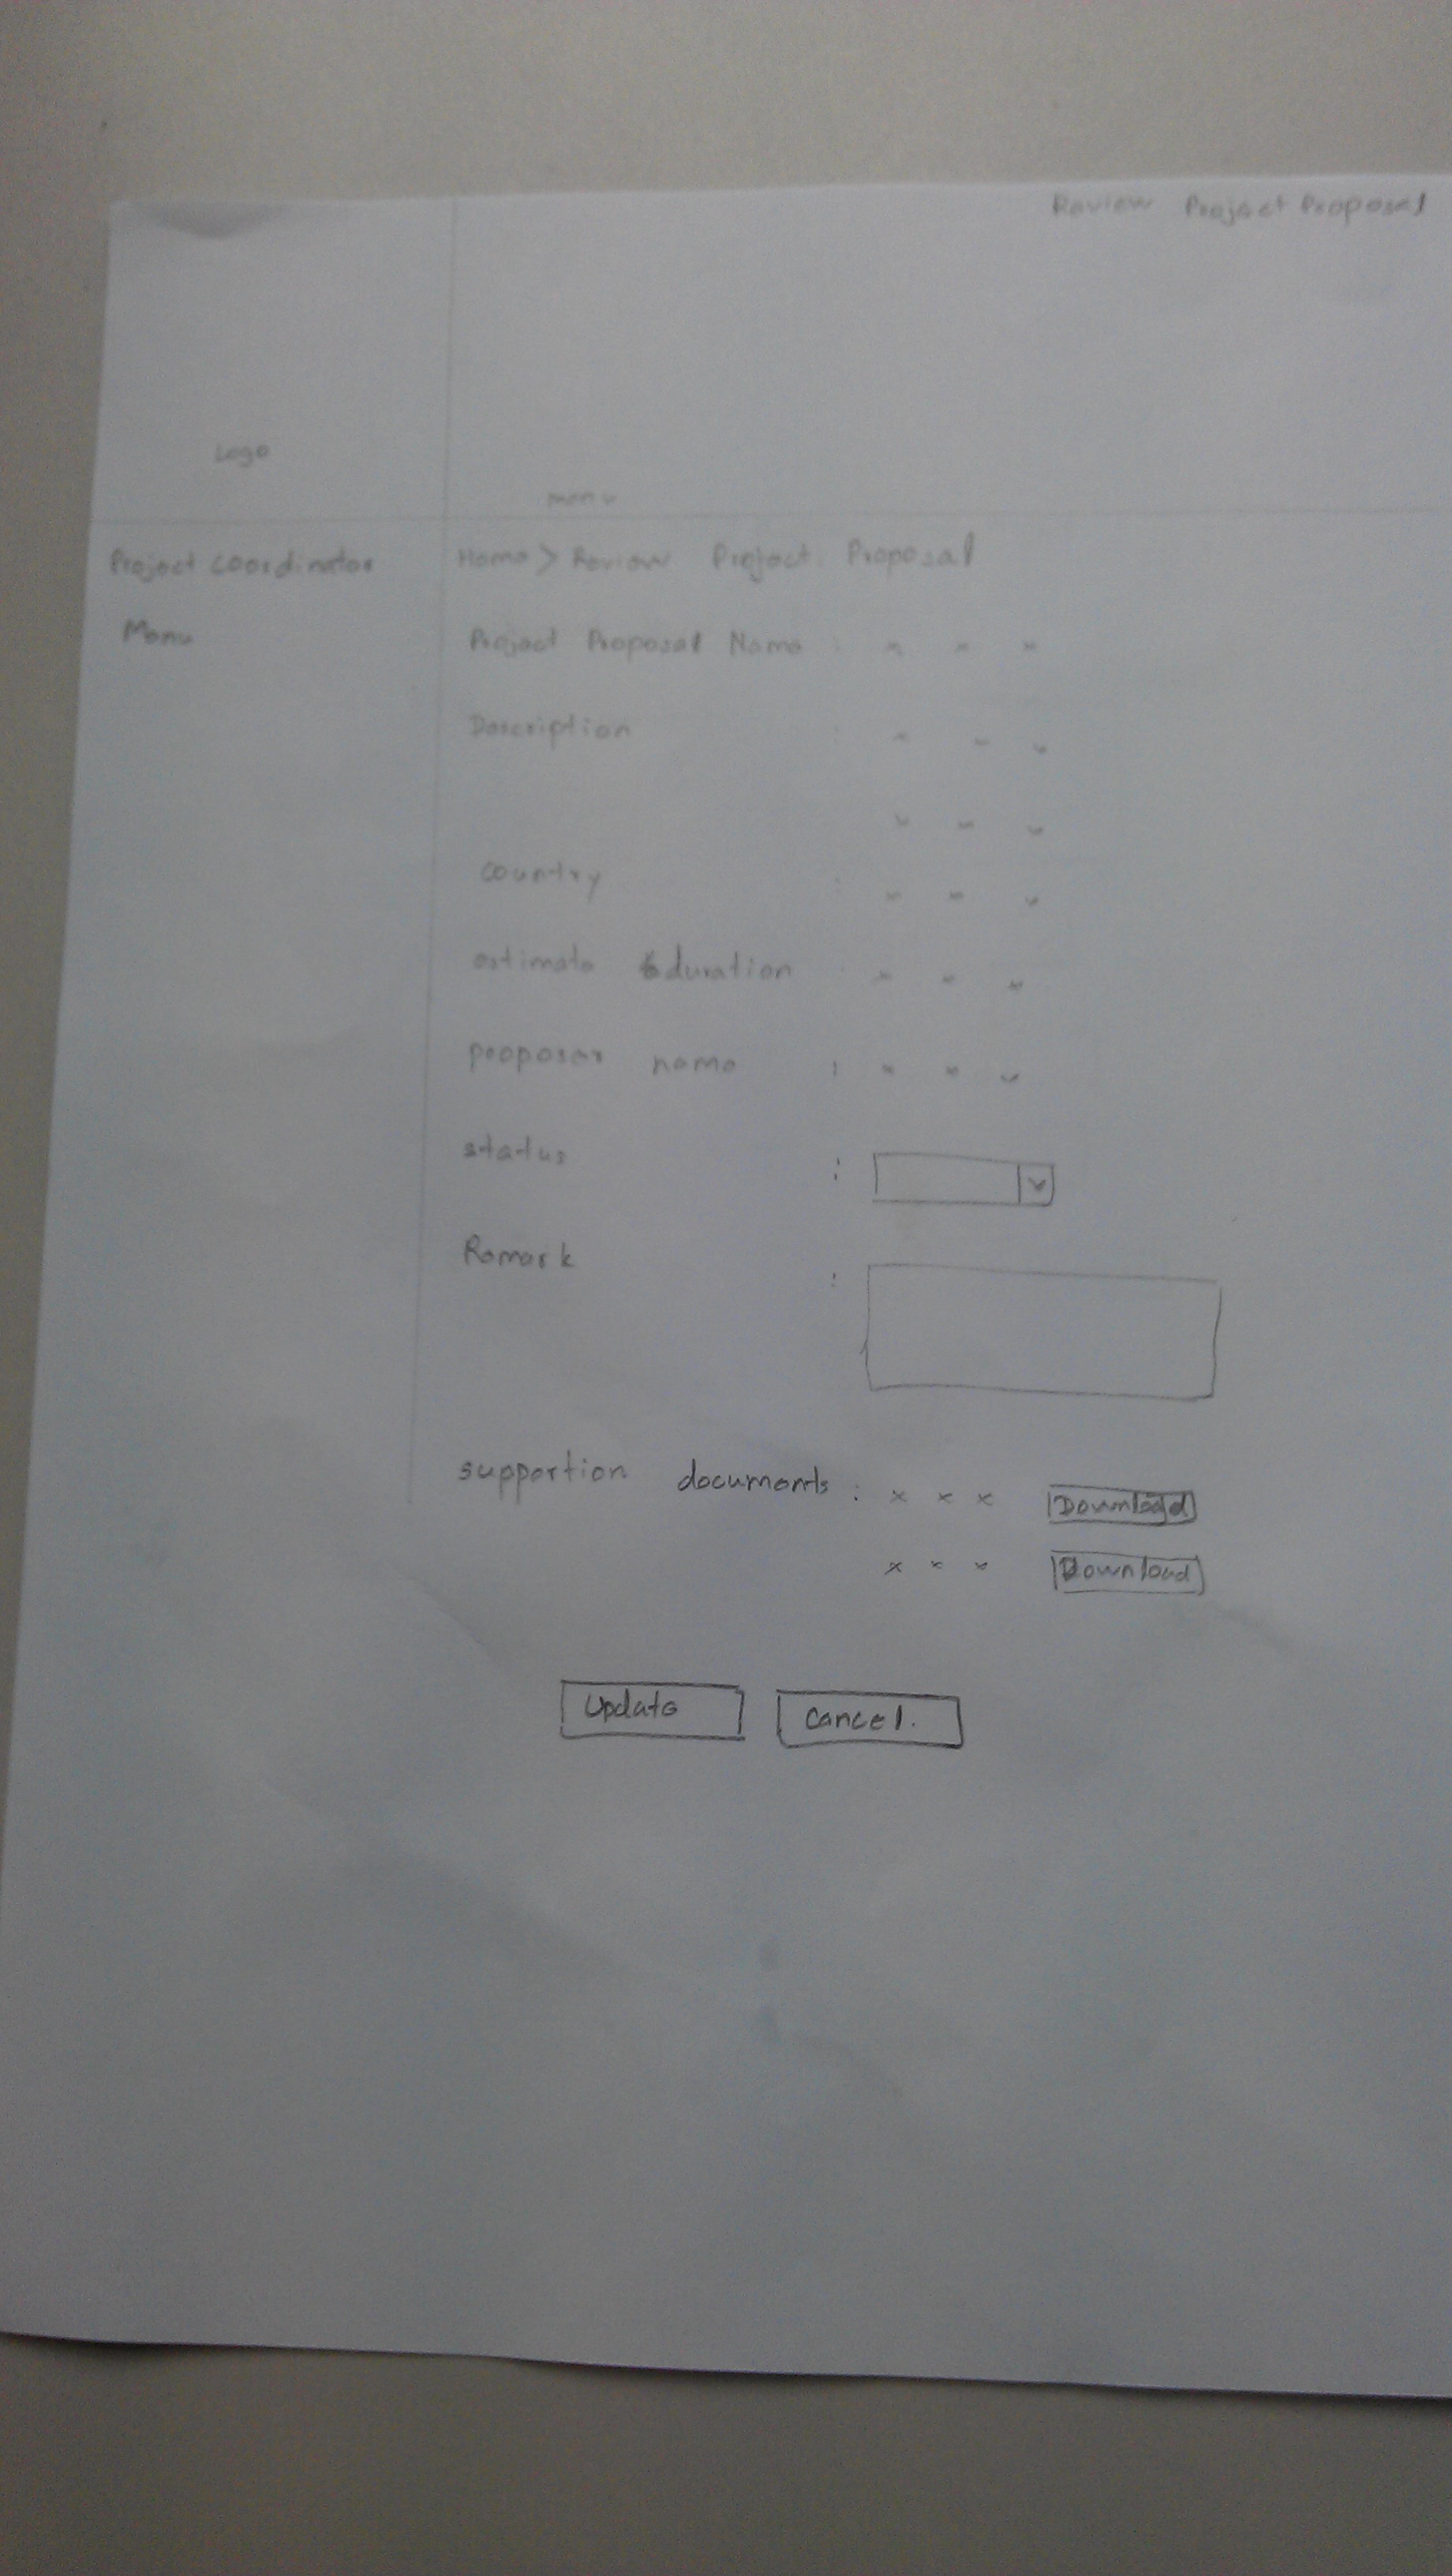 Review Project Proposal
Logo
menu
Project coordinator
Home > Review Project Proposal
Menu
Project Proposal Name : x x x
Description : x x x
x x x
country : x x x
estimate duration : x x x
proposer name : x x x
status :
Remark :
supportion documents : x x x Download
x x x Download
Update Cancel.